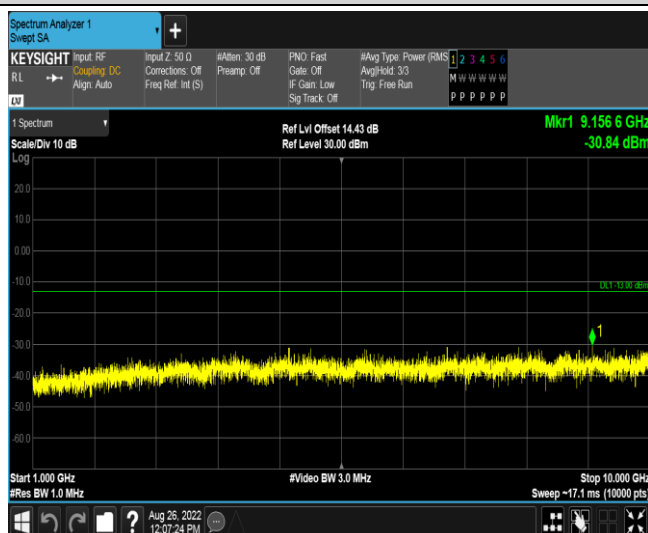 Spectrum Analyzer 1
Swept SA
+
KEYSIGHT
RL
LXI
Input: RF
Coupling: DC
Align: Auto
Input Z: 50 Ω
Corrections: Off
Freq Ref: Int (S)
#Atten: 30 dB
Preamp: Off
PNO: Fast
Gate: Off
IF Gain: Low
Sig Track: Off
#Avg Type: Power (RMS
Avg|Hold: 3/3
Trig: Free Run
1 2 3 4 5 6
M W W W W W
P P P P P P
1 Spectrum
Scale/Div 10 dB
Log
Ref Lvl Offset 14.43 dB
Ref Level 30.00 dBm
Mkr1 9.156 6 GHz
-30.84 dBm
20.0
10.0
0.00
-10.0
DL1 -13.00 dBm
-20.0
1
-30.0
-40.0
-50.0
-60.0
Start 1.000 GHz
#Res BW 1.0 MHz
#Video BW 3.0 MHz
Stop 10.000 GHz
Sweep ~17.1 ms (10000 pts)
?
Aug 26, 2022
12:07:24 PM